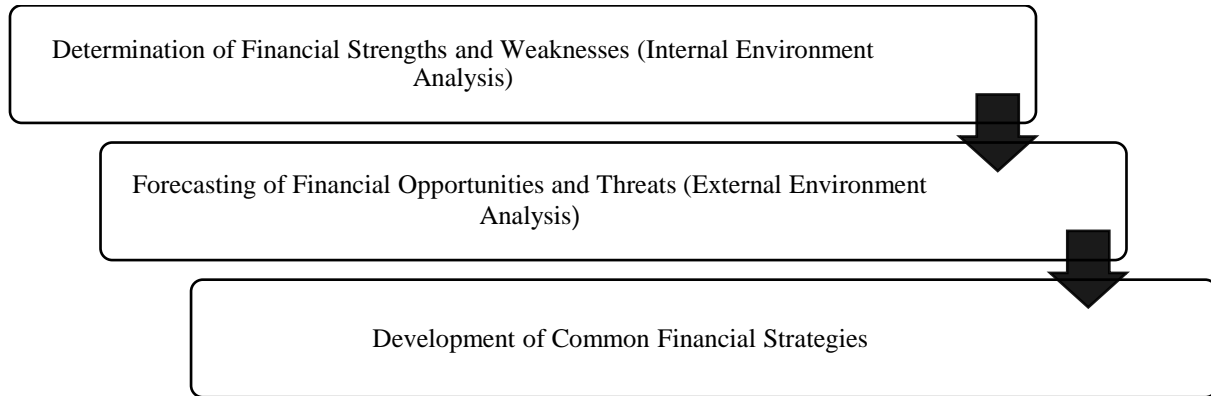 Determination of Financial Strengths and Weaknesses (Internal Environment
Analysis)
Forecasting of Financial Opportunities and Threats (External Environment
Analysis)
Development of Common Financial Strategies